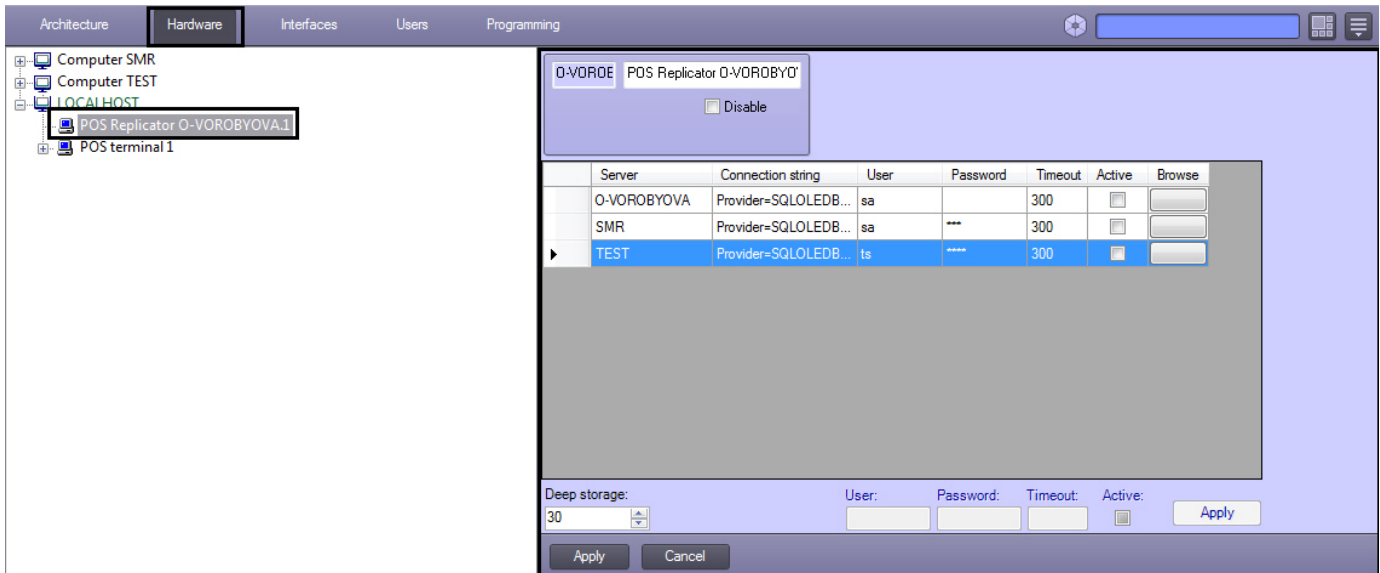 Architecture Hardware Interfaces Users Programming
Computer SMR
Computer TEST
LOCALHOST
POS Replicator O-VOROBYOVA.1
POS terminal 1
O-VOROE POS Replicator O-VOROBYO
Disable
Server Connection string User Password Timeout Active Browse
O-VOROBYOVA Provider=SQLOLEDB... sa 300
SMR Provider=SQLOLEDB... sa *** 300
TEST Provider=SQLOLEDB... ts **** 300
Deep storage: User: Password: Timeout: Active:
30 Apply
Apply Cancel